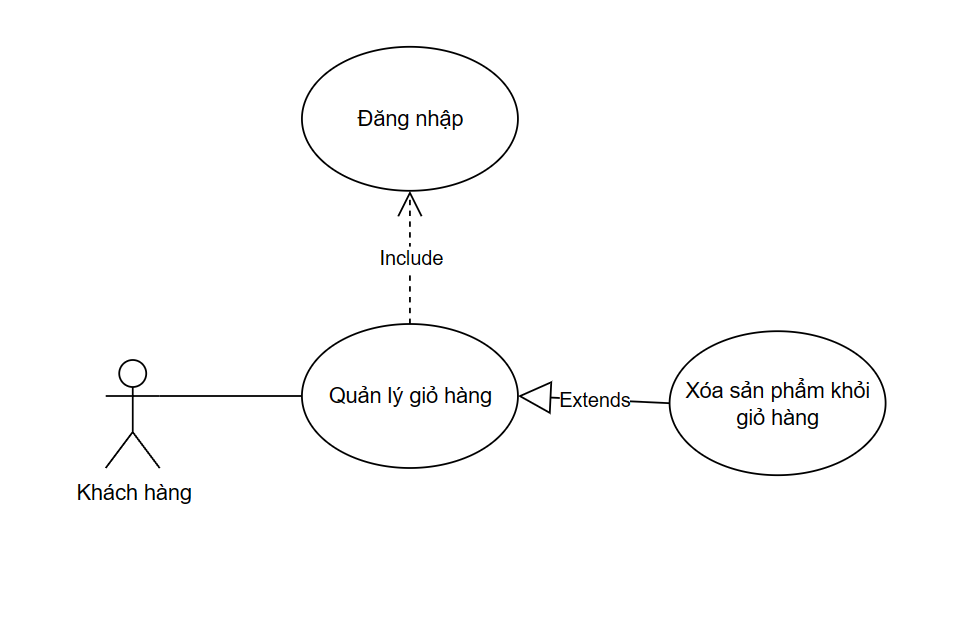 Đăng nhập
Include
Quản lý giỏ hàng
Extends
Xóa sản phẩm khỏi
giỏ hàng
Khách hàng